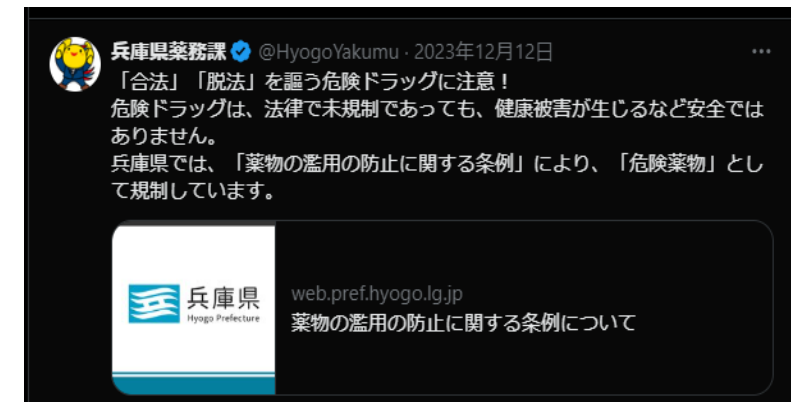 兵庫県薬務課 @HyogoYakumu · 2023年12月12日 …
「合法」「脱法」を謳う危険ドラッグに注意！
危険ドラッグは、法律で未規制であっても、健康被害が生じるなど安全では
ありません。
兵庫県では、「薬物の濫用の防止に関する条例」により、「危険薬物」とし
て規制しています。
兵庫県
Hyogo Prefecture
web.pref.hyogo.lg.jp
薬物の濫用の防止に関する条例について